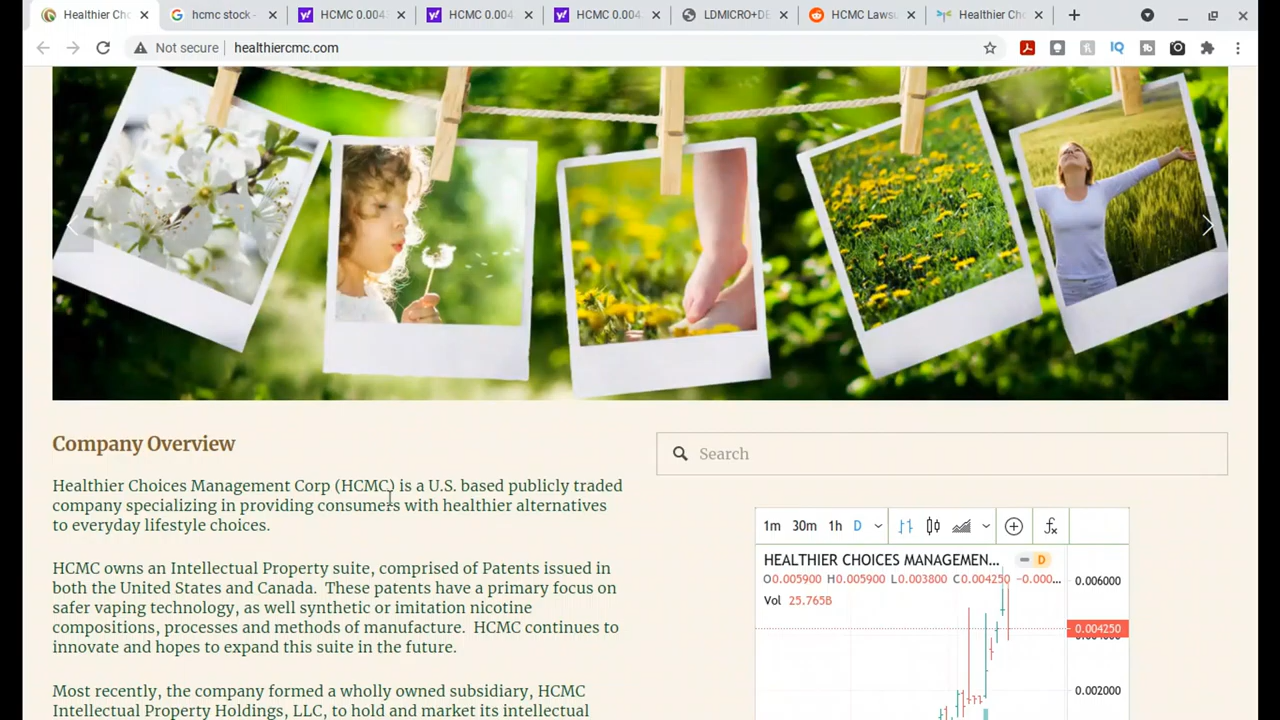 Healthier Cho
hcmc stock -
HCMC 0.004
HCMC 0.004
HCMC 0.004
LDMICRO+DE
HCMC Lawsu
Healthier Cho
Not secure
healthiercmc.com
IQ
Company Overview
Healthier Choices Management Corp (HCMC) is a U.S. based publicly traded
company specializing in providing consumers with healthier alternatives
to everyday lifestyle choices.
HCMC owns an Intellectual Property suite, comprised of Patents issued in
both the United States and Canada.  These patents have a primary focus on
safer vaping technology, as well synthetic or imitation nicotine
compositions, processes and methods of manufacture.  HCMC continues to
innovate and hopes to expand this suite in the future.
Most recently, the company formed a wholly owned subsidiary, HCMC
Intellectual Property Holdings, LLC, to hold and market its intellectual
Search
1m 30m 1h D
HEALTHIER CHOICES MANAGEMEN... D
O0.005900 H0.005900 L0.003800 C0.004250 −0.000...
Vol 25.765B
0.006000
0.004250
0.002000